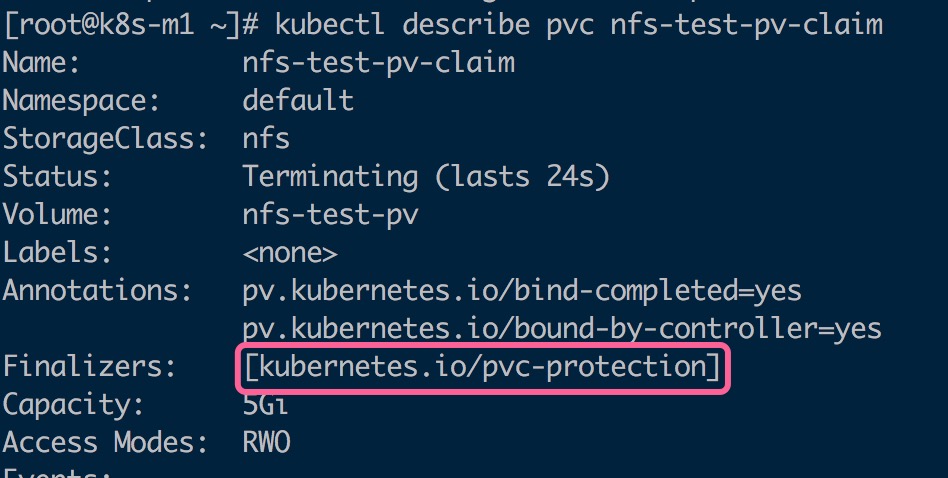 [root@k8s-m1 ~]# kubectl describe pvc nfs-test-pv-claim
Name: nfs-test-pv-claim
Namespace: default
StorageClass: nfs
Status: Terminating (lasts 24s)
Volume: nfs-test-pv
Labels: <none>
Annotations: pv.kubernetes.io/bind-completed=yes
pv.kubernetes.io/bound-by-controller=yes
Finalizers: [kubernetes.io/pvc-protection]
Capacity: 5Gi
Access Modes: RWO
Events: